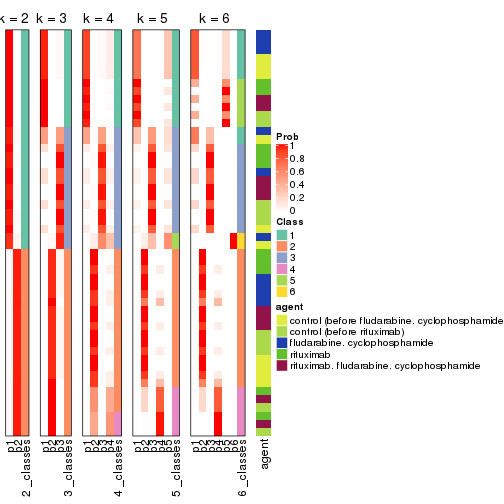 k = 2
k = 3
k = 4
k = 5
k = 6
Prob
1
0.8
0.6
0.4
0.2
0
Class
1
2
3
4
5
6
agent
control (before fludarabine. cyclophosphamide
control (before rituximab)
fludarabine. cyclophosphamide
rituximab
rituximab. fludarabine. cyclophosphamide
p1
p2
2_classes
p1
p2
p3
3_classes
p1
p2
p3
p4
4_classes
p1
p2
p3
p4
p5
5_classes
p1
p2
p3
p4
p5
p6
6_classes
agent